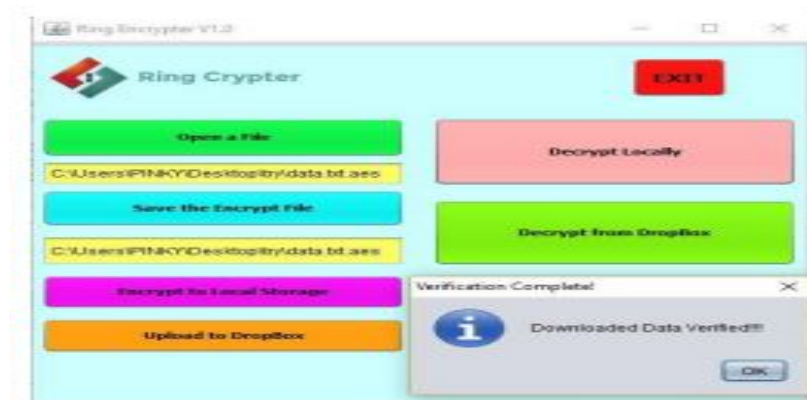 Ring Encrypter V1.0
Ring Crypter
EXIT
Open a File
C:\Users\PINKY\Desktop\try\data.txt.aes
Save the Encrypt File
C:\Users\PINKY\Desktop\try\data.txt.aes
Encrypt to Local Storage
Upload to DropBox
Decrypt Locally
Decrypt from DropBox
Verification Complete!
Downloaded Data Verified!!!
OK